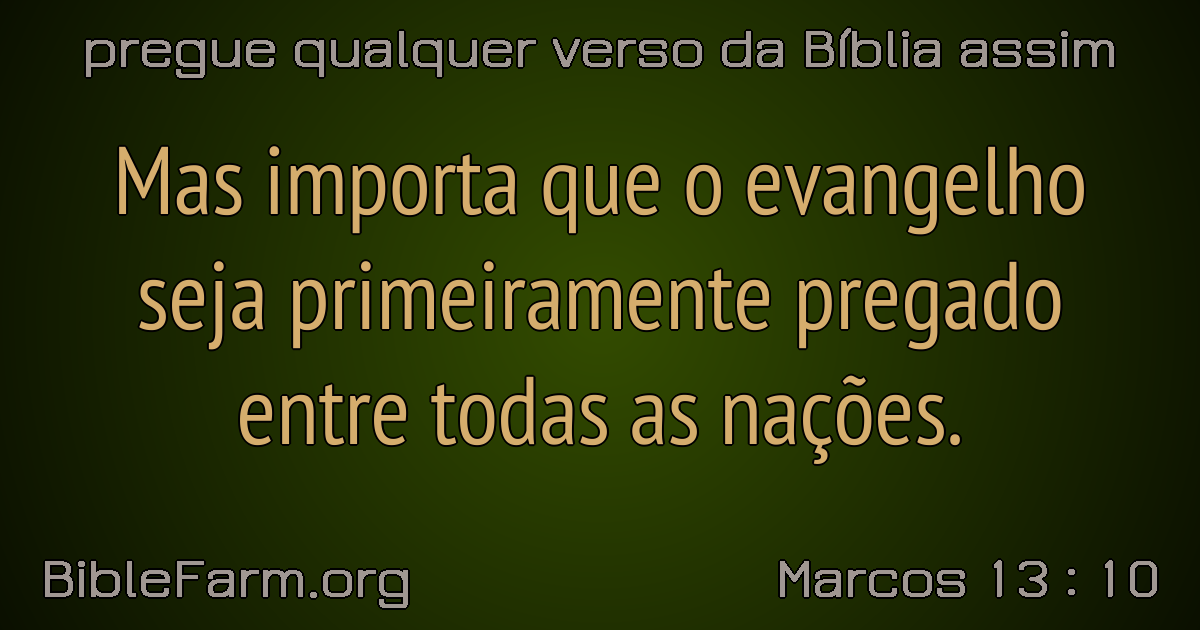 pregue qualquer verso da Bíblia assim
Mas importa que o evangelho
seja primeiramente pregado
entre todas as nações.
BibleFarm.org
Marcos 13 : 10